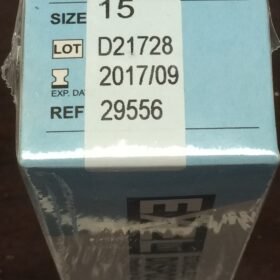 SIZE 15
LOT D21728
2017/09
EXP. DA
REF 29556